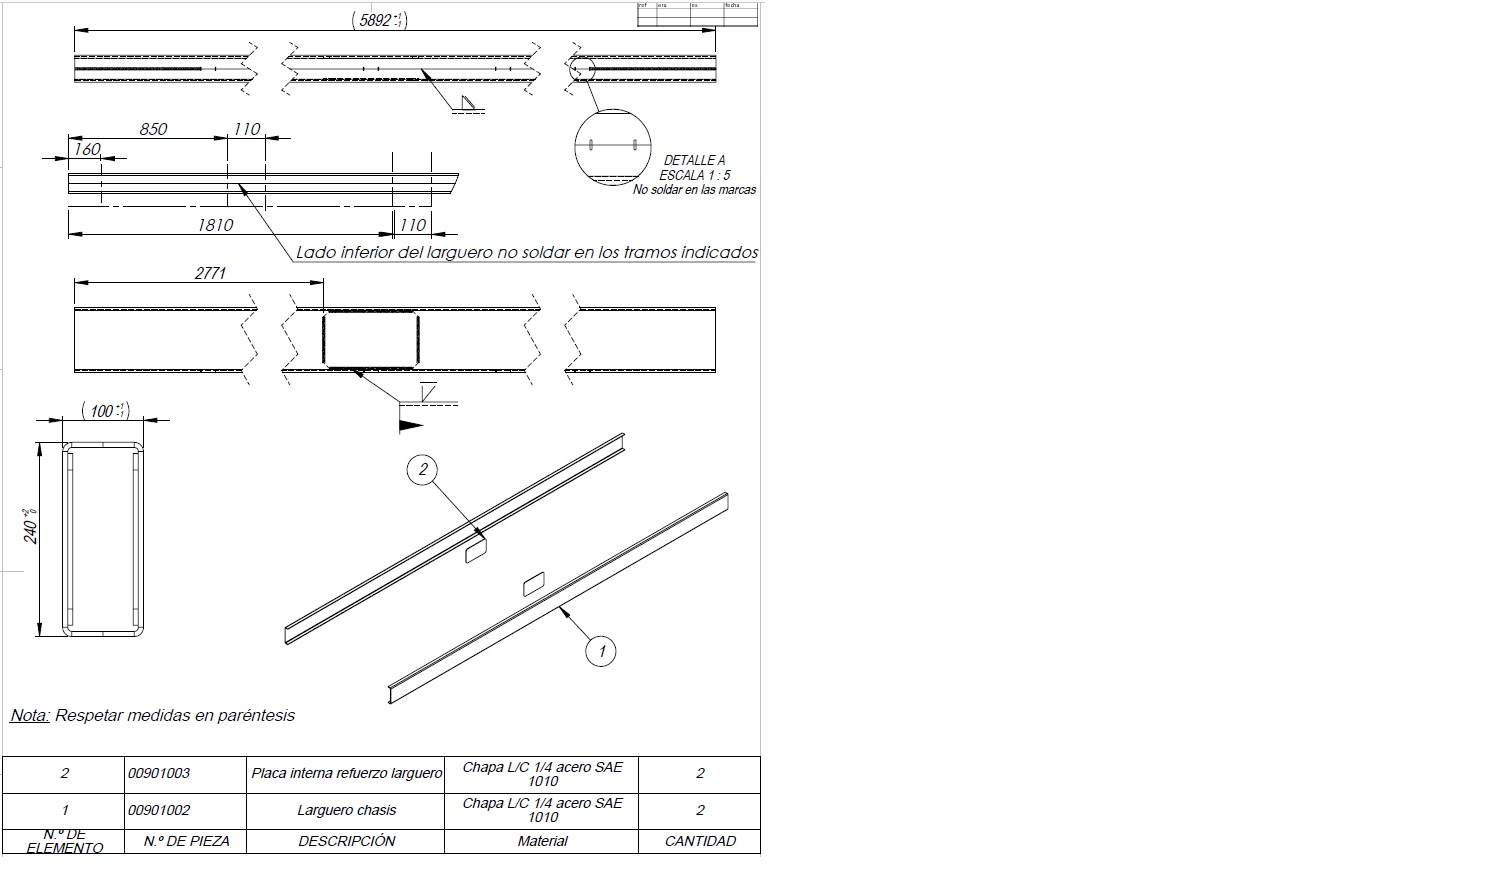 ref era es fecha
(5892 +1 -1)
850 110
160
DETALLE A
ESCALA 1 : 5
No soldar en las marcas
1810 110
Lado inferior del larguero no soldar en los tramos indicados
2771
(100 +1 -1)
240 +2 0
2
1
Nota: Respetar medidas en paréntesis
2 00901003 Placa interna refuerzo larguero Chapa L/C 1/4 acero SAE 1010 2
1 00901002 Larguero chasis Chapa L/C 1/4 acero SAE 1010 2
N.º DE ELEMENTO N.º DE PIEZA DESCRIPCIÓN Material CANTIDAD